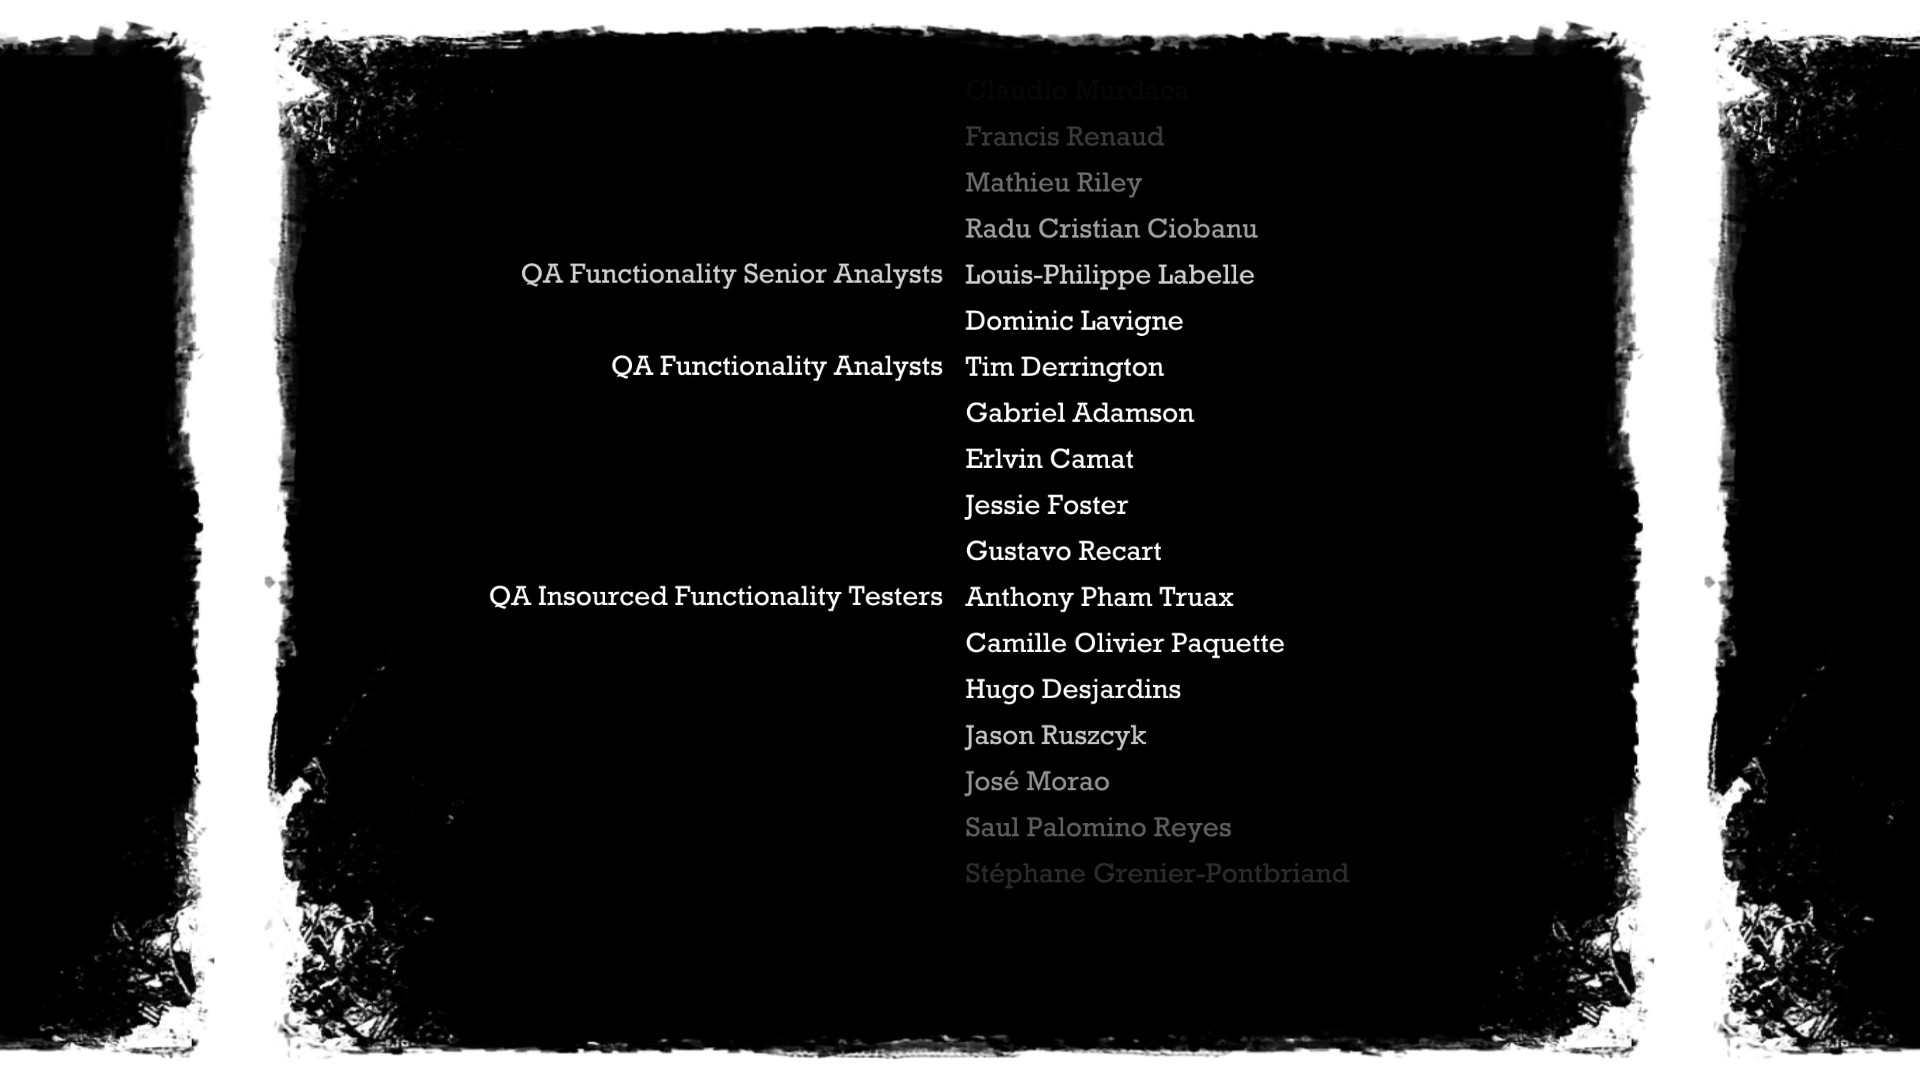 Claudio Murdaca
Francis Renaud
Mathieu Riley
Radu Cristian Ciobanu
QA Functionality Senior Analysts Louis-Philippe Labelle
Dominic Lavigne
QA Functionality Analysts Tim Derrington
Gabriel Adamson
Erlvin Camat
Jessie Foster
Gustavo Recart
QA Insourced Functionality Testers Anthony Pham Truax
Camille Olivier Paquette
Hugo Desjardins
Jason Ruszcyk
José Morao
Saul Palomino Reyes
Stéphane Grenier-Pontbriand